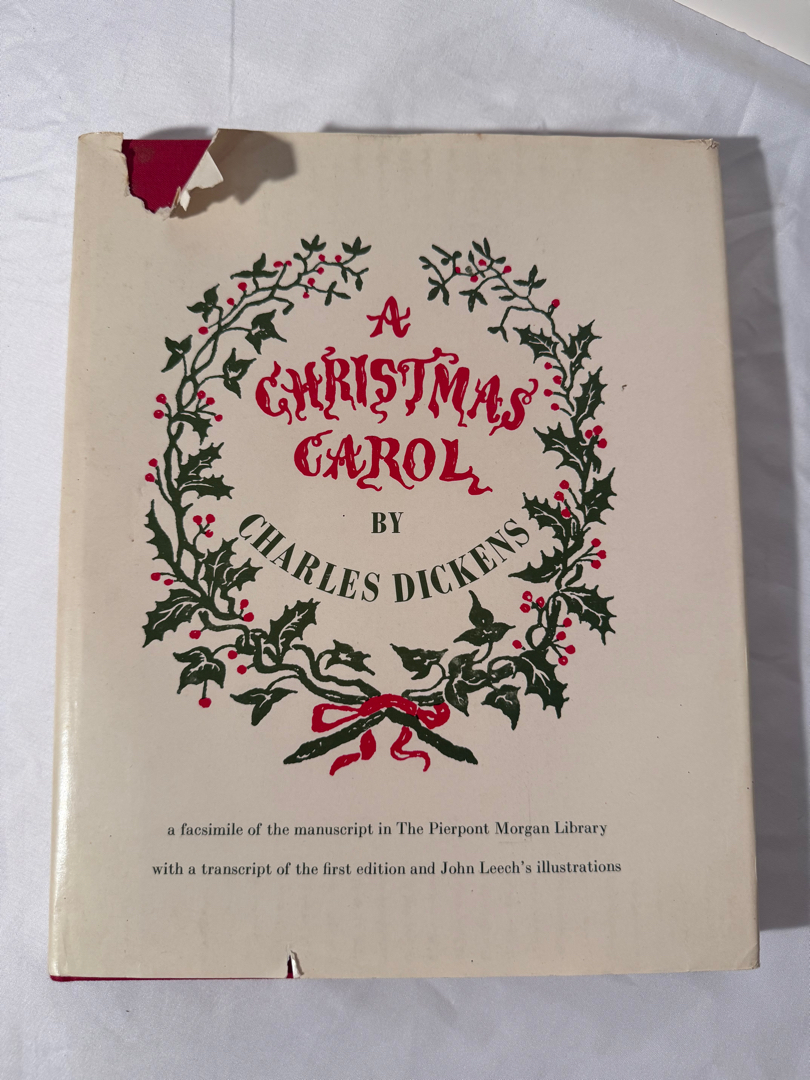 A
CHRISTMAS
CAROL
BY
CHARLES DICKENS
a facsimile of the manuscript in The Pierpont Morgan Library
with a transcript of the first edition and John Leech's illustrations